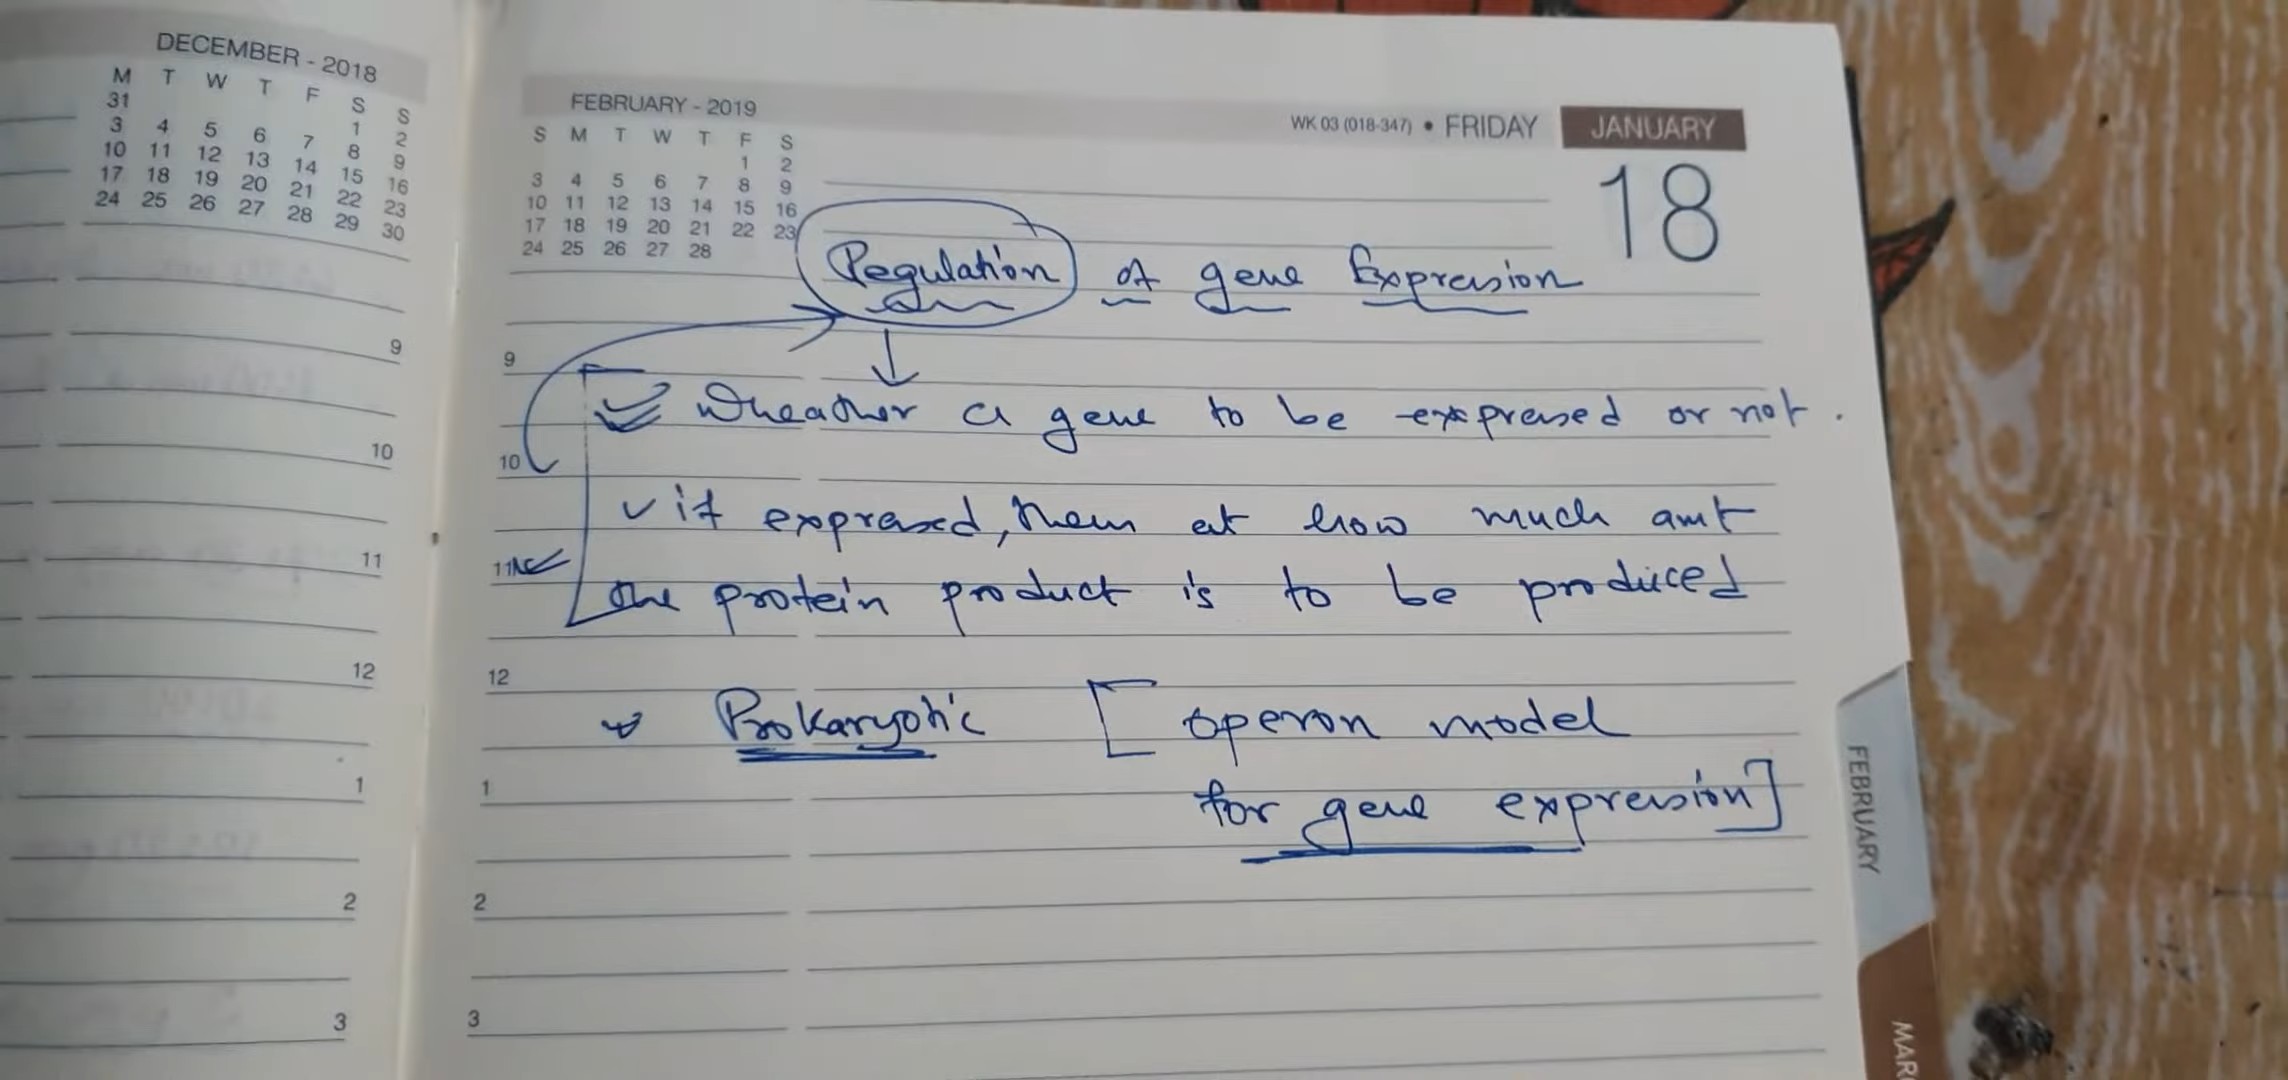 DECEMBER - 2018
M T W T F S S
31 1 2
3 4 5 6 7 8 9
10 11 12 13 14 15 16
17 18 19 20 21 22 23
24 25 26 27 28 29 30
9
10
11
12
1
2
3
FEBRUARY - 2019
S M T W T F S
1 2
3 4 5 6 7 8 9
10 11 12 13 14 15 16
17 18 19 20 21 22 23
24 25 26 27 28
WK 03 (018-347) • FRIDAY JANUARY
18
Regulation of gene Expression
9
Wheather a gene to be expressed or not.
10
if expressed, them at how much amt
11
the protein product is to be produced
12
Prokaryotic [operon model
1
for gene expression]
2
3
FEBRUARY
MAR